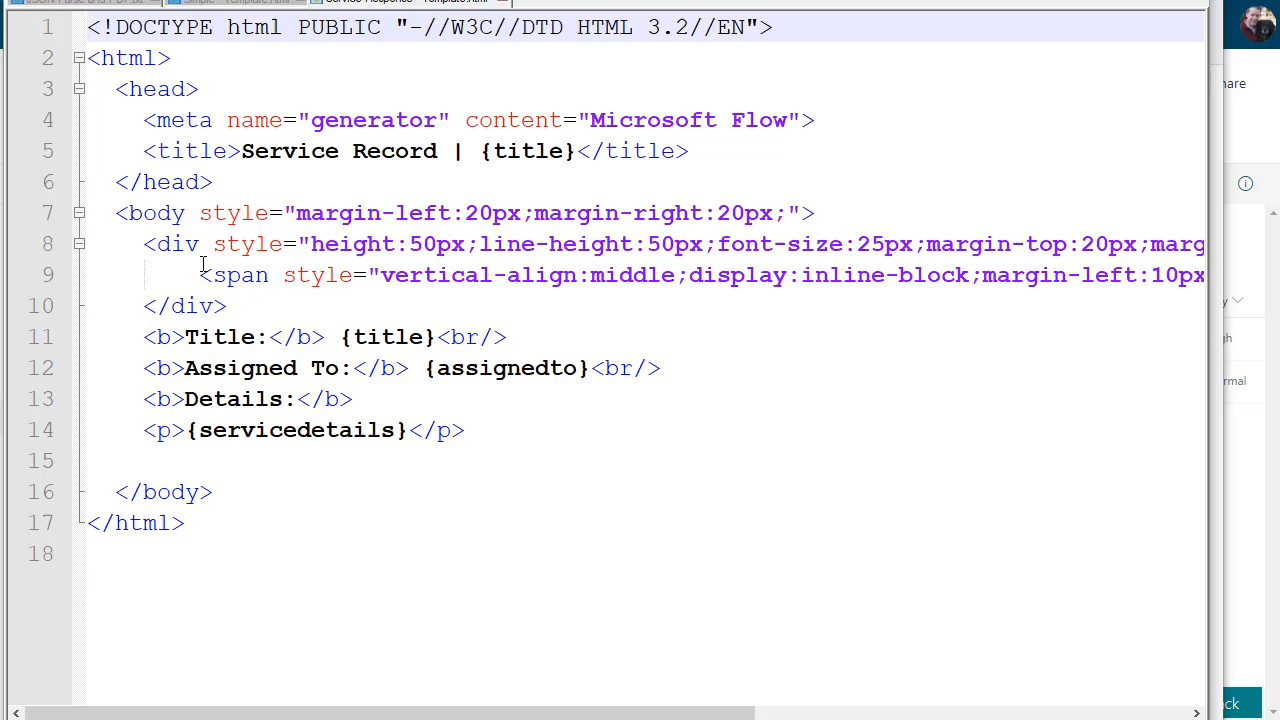 1 <!DOCTYPE html PUBLIC "-//W3C//DTD HTML 3.2//EN">
2 <html>
3 <head>
4 <meta name="generator" content="Microsoft Flow">
5 <title>Service Record | {title}</title>
6 </head>
7 <body style="margin-left:20px;margin-right:20px;">
8 <div style="height:50px;line-height:50px;font-size:25px;margin-top:20px;marg
9 <span style="vertical-align:middle;display:inline-block;margin-left:10px
10 </div>
11 <b>Title:</b> {title}<br/>
12 <b>Assigned To:</b> {assignedto}<br/>
13 <b>Details:</b>
14 <p>{servicedetails}</p>
15
16 </body>
17 </html>
18
hare
y
gh
rmal
ck